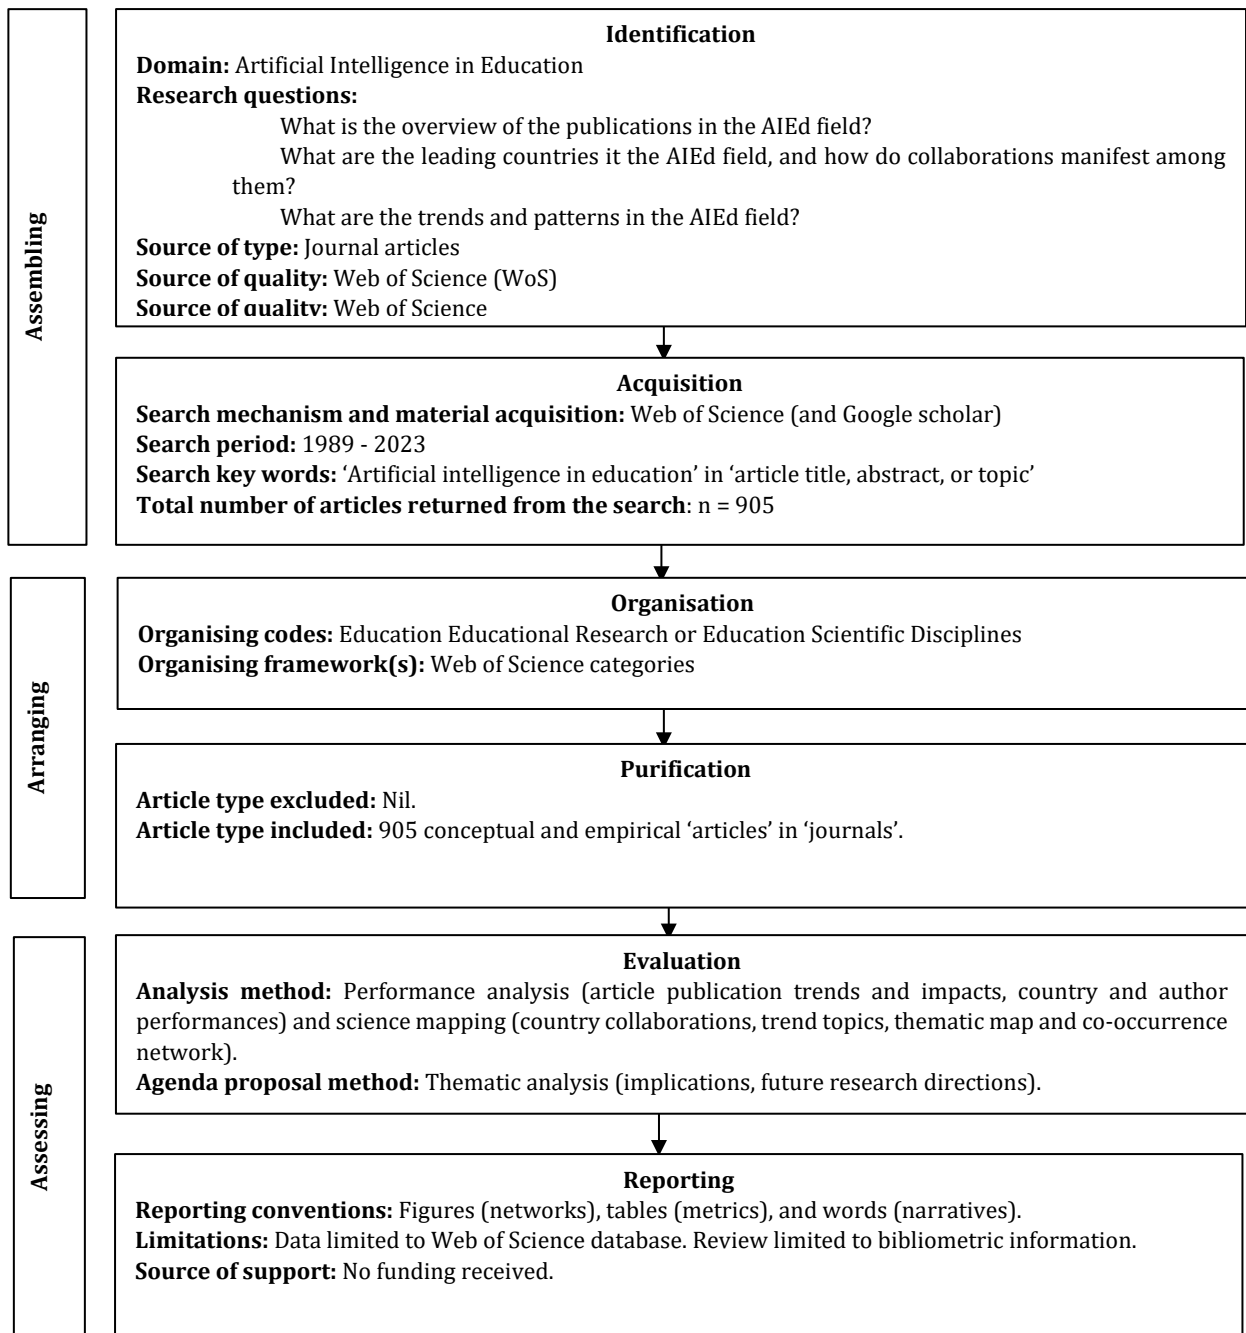 Assembling
Identification
Domain: Artificial Intelligence in Education
Research questions:
What is the overview of the publications in the AIEd field?
What are the leading countries it the AIEd field, and how do collaborations manifest among
them?
What are the trends and patterns in the AIEd field?
Source of type: Journal articles
Source of quality: Web of Science (WoS)
Source of quality: Web of Science
Acquisition
Search mechanism and material acquisition: Web of Science (and Google scholar)
Search period: 1989 - 2023
Search key words: ‘Artificial intelligence in education’ in ‘article title, abstract, or topic’
Total number of articles returned from the search: n = 905
Arranging
Organisation
Organising codes: Education Educational Research or Education Scientific Disciplines
Organising framework(s): Web of Science categories
Purification
Article type excluded: Nil.
Article type included: 905 conceptual and empirical ‘articles’ in ‘journals’.
Assessing
Evaluation
Analysis method: Performance analysis (article publication trends and impacts, country and author
performances) and science mapping (country collaborations, trend topics, thematic map and co-occurrence
network).
Agenda proposal method: Thematic analysis (implications, future research directions).
Reporting
Reporting conventions: Figures (networks), tables (metrics), and words (narratives).
Limitations: Data limited to Web of Science database. Review limited to bibliometric information.
Source of support: No funding received.